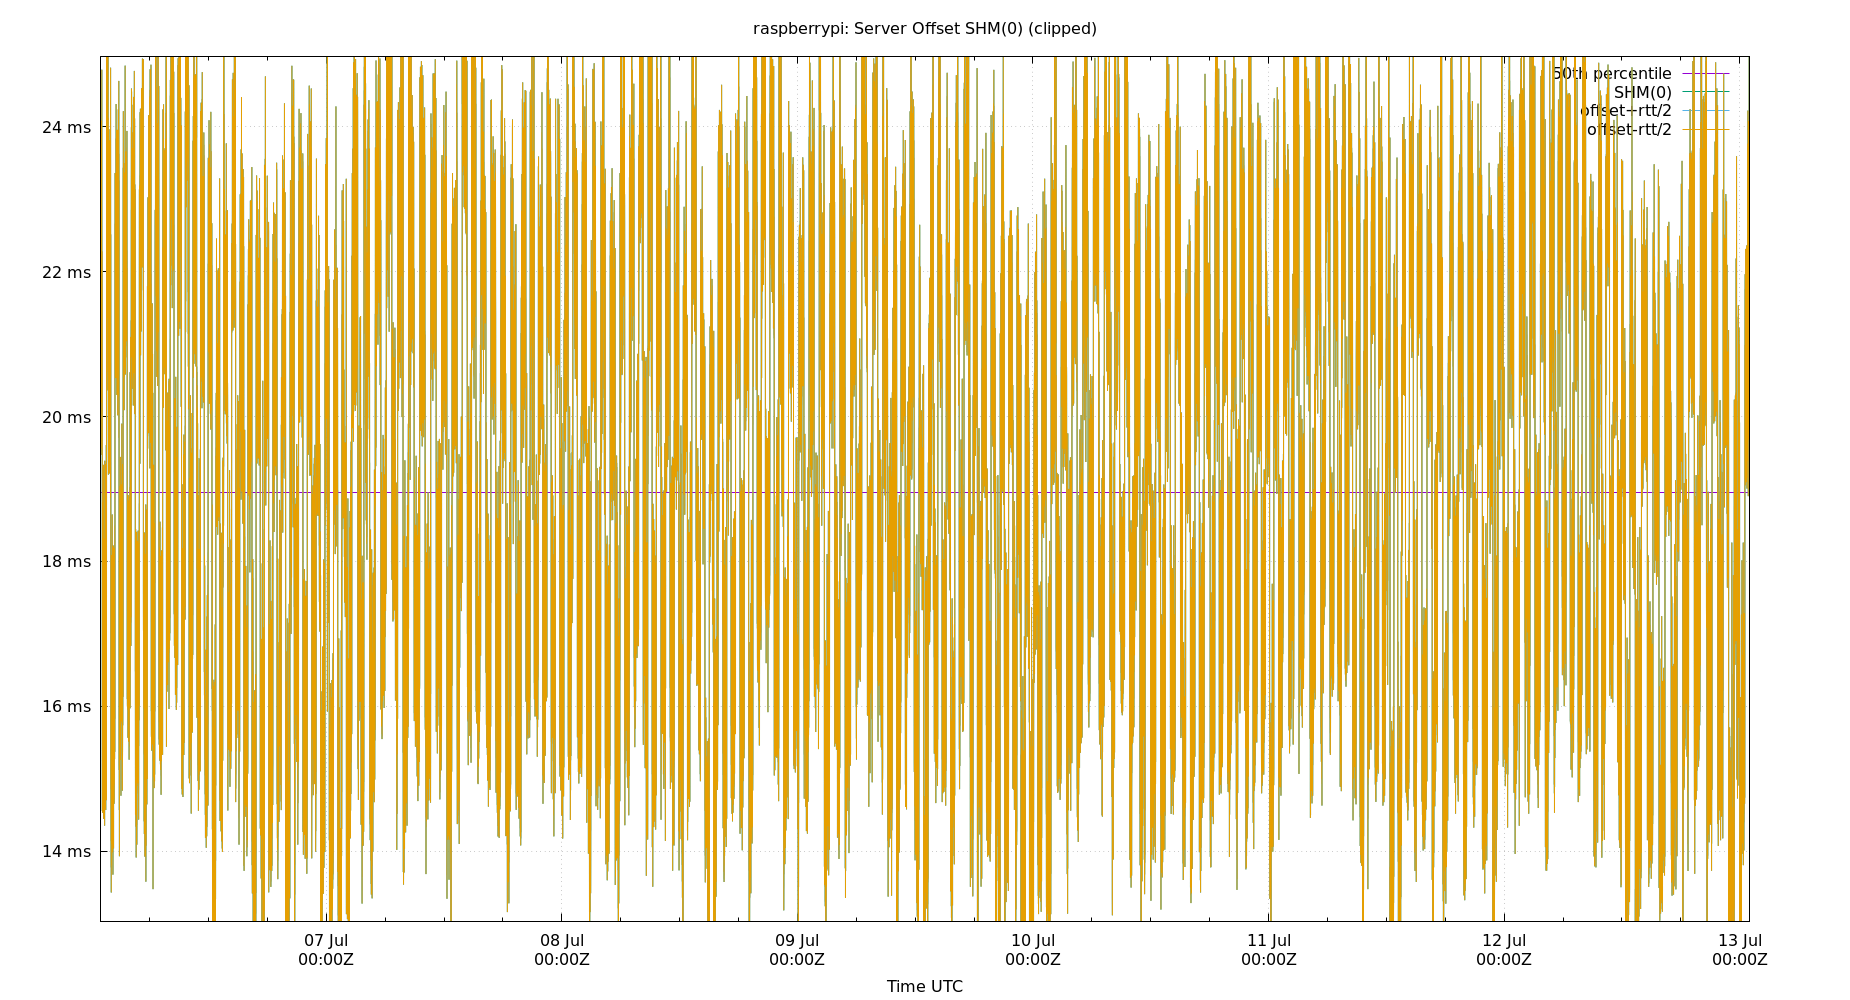 raspberrypi: Server Offset SHM(0) (clipped)
50th percentile
SHM(0)
offset+rtt/2
offset-rtt/2
24 ms
22 ms
20 ms
18 ms
16 ms
14 ms
07 Jul 08 Jul 09 Jul 10 Jul 11 Jul 12 Jul 13 Jul
00:00Z 00:00Z 00:00Z 00:00Z 00:00Z 00:00Z 00:00Z
Time UTC